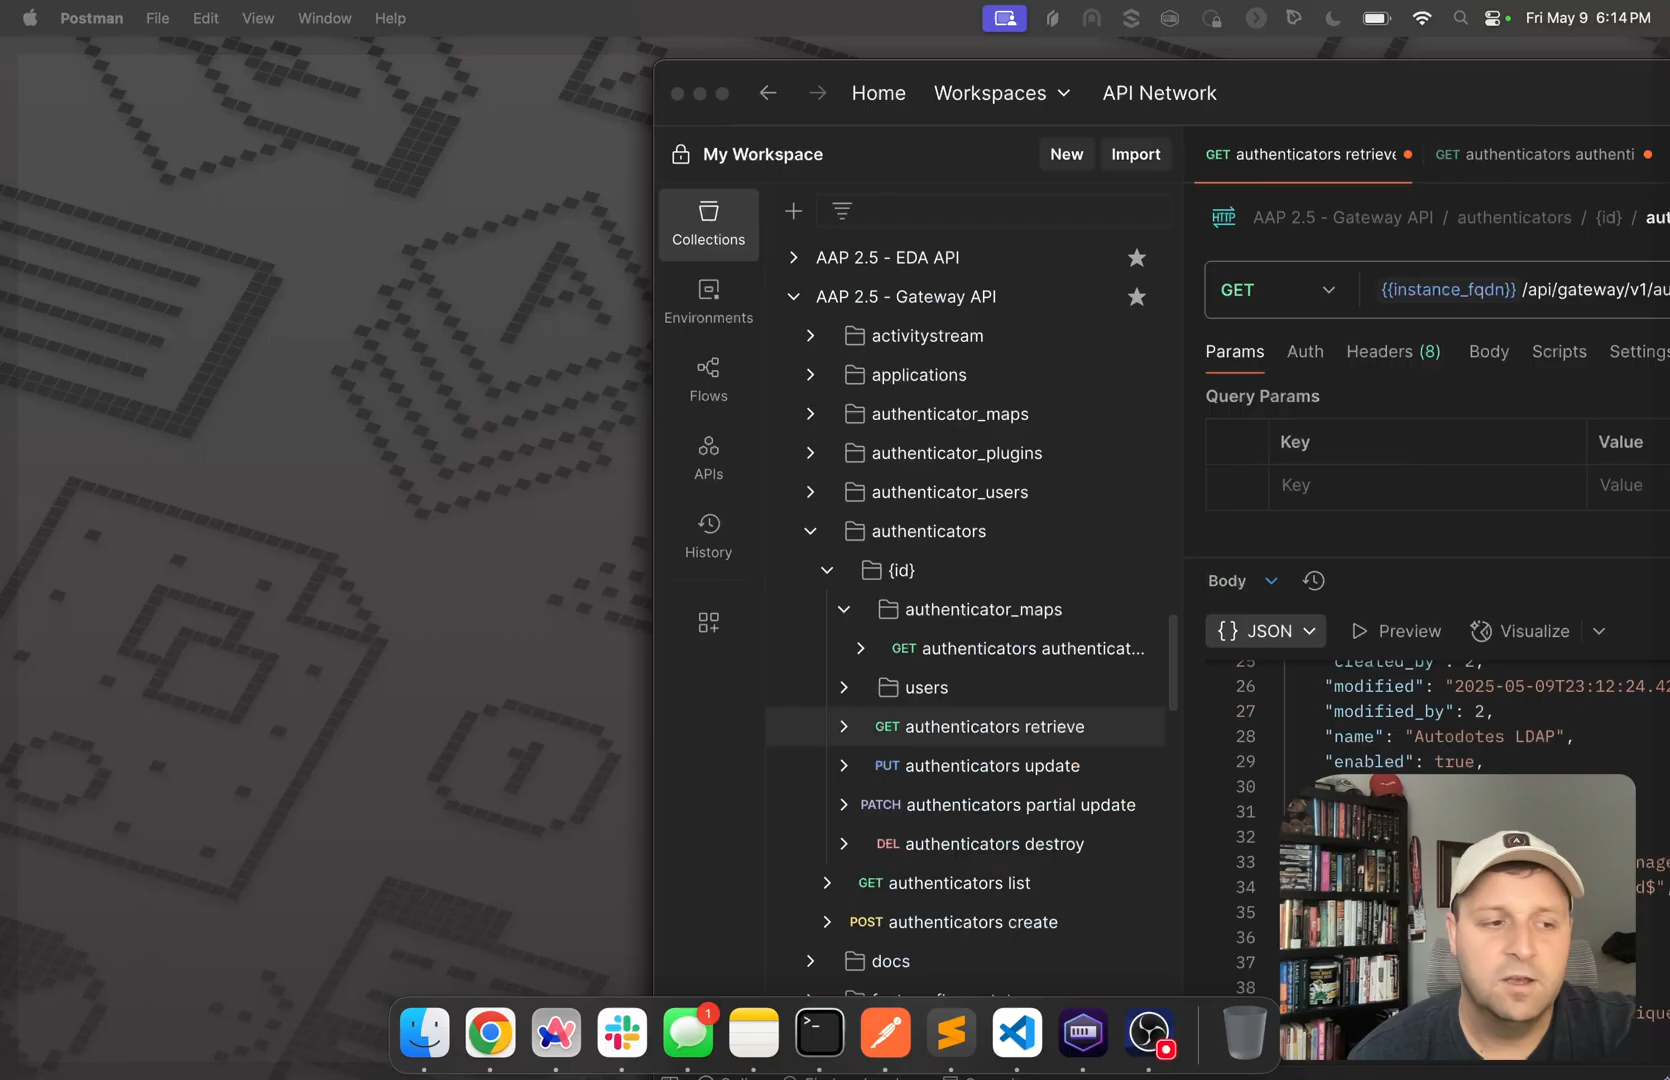 Postman File Edit View Window Help
Fri May 9 6:14 PM
Home Workspaces API Network
My Workspace New Import
GET authenticators retrieve
GET authenticators authenti
Collections
Environments
Flows
APIs
History
AAP 2.5 - EDA API
AAP 2.5 - Gateway API
activitystream
applications
authenticator_maps
authenticator_plugins
authenticator_users
authenticators
{id}
authenticator_maps
GET authenticators authenticat...
users
GET authenticators retrieve
PUT authenticators update
PATCH authenticators partial update
DEL authenticators destroy
GET authenticators list
POST authenticators create
docs
HTTP AAP 2.5 - Gateway API / authenticators / {id} / aut
GET {{instance_fqdn}} /api/gateway/v1/au
Params Auth Headers (8) Body Scripts Settings
Query Params
Key Value
Key Value
Body
{} JSON Preview Visualize
25 "created_by": 2,
26 "modified": "2025-05-09T23:12:24.42
27 "modified_by": 2,
28 "name": "Autodotes LDAP",
29 "enabled": true,
30
31
32
33
34 d$"
35
36
37
38
1